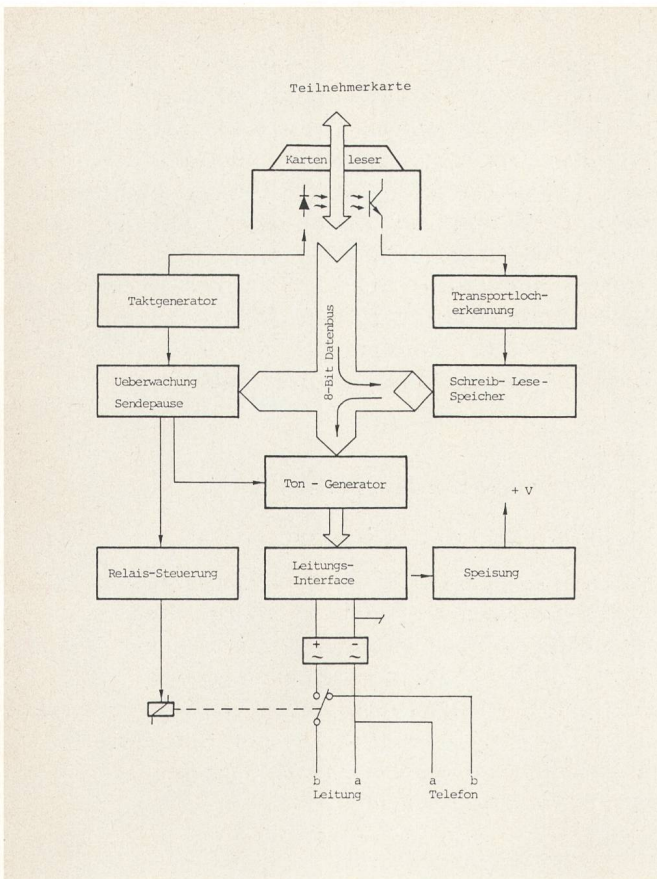 Teilnehmerkarte
Karten leser
Taktgenerator
Transportloch-
erkennung
8-Bit Datenbus
Ueberwachung
Sendepause
Schreib-Lese-
Speicher
Ton - Generator
+ V
Relais-Steuerung
Leitungs-
Interface
Speisung
+ -
~ ~
b a a b
Leitung Telefon